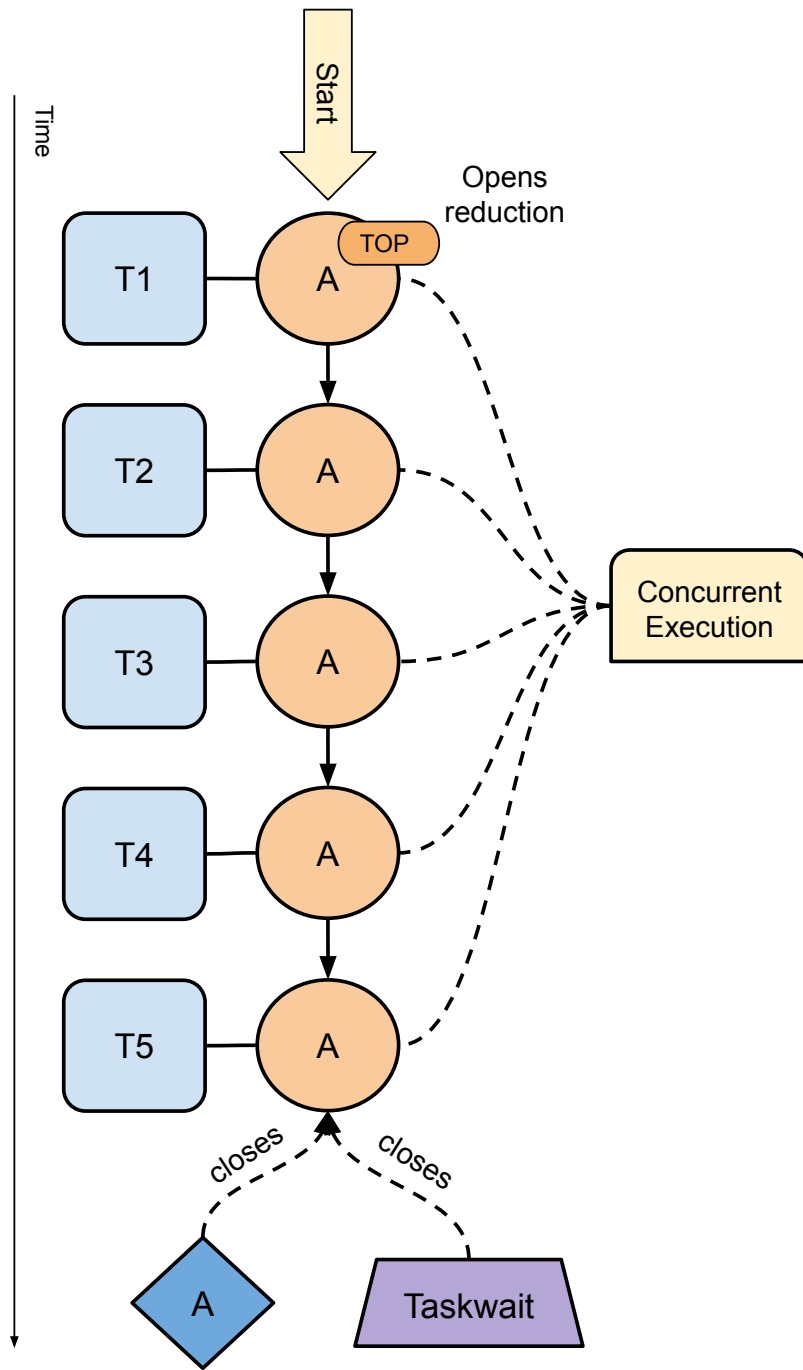 Start
Time
Opens
reduction
TOP
T1
A
T2
A
Concurrent
Execution
T3
A
T4
A
T5
A
closes
closes
A
Taskwait